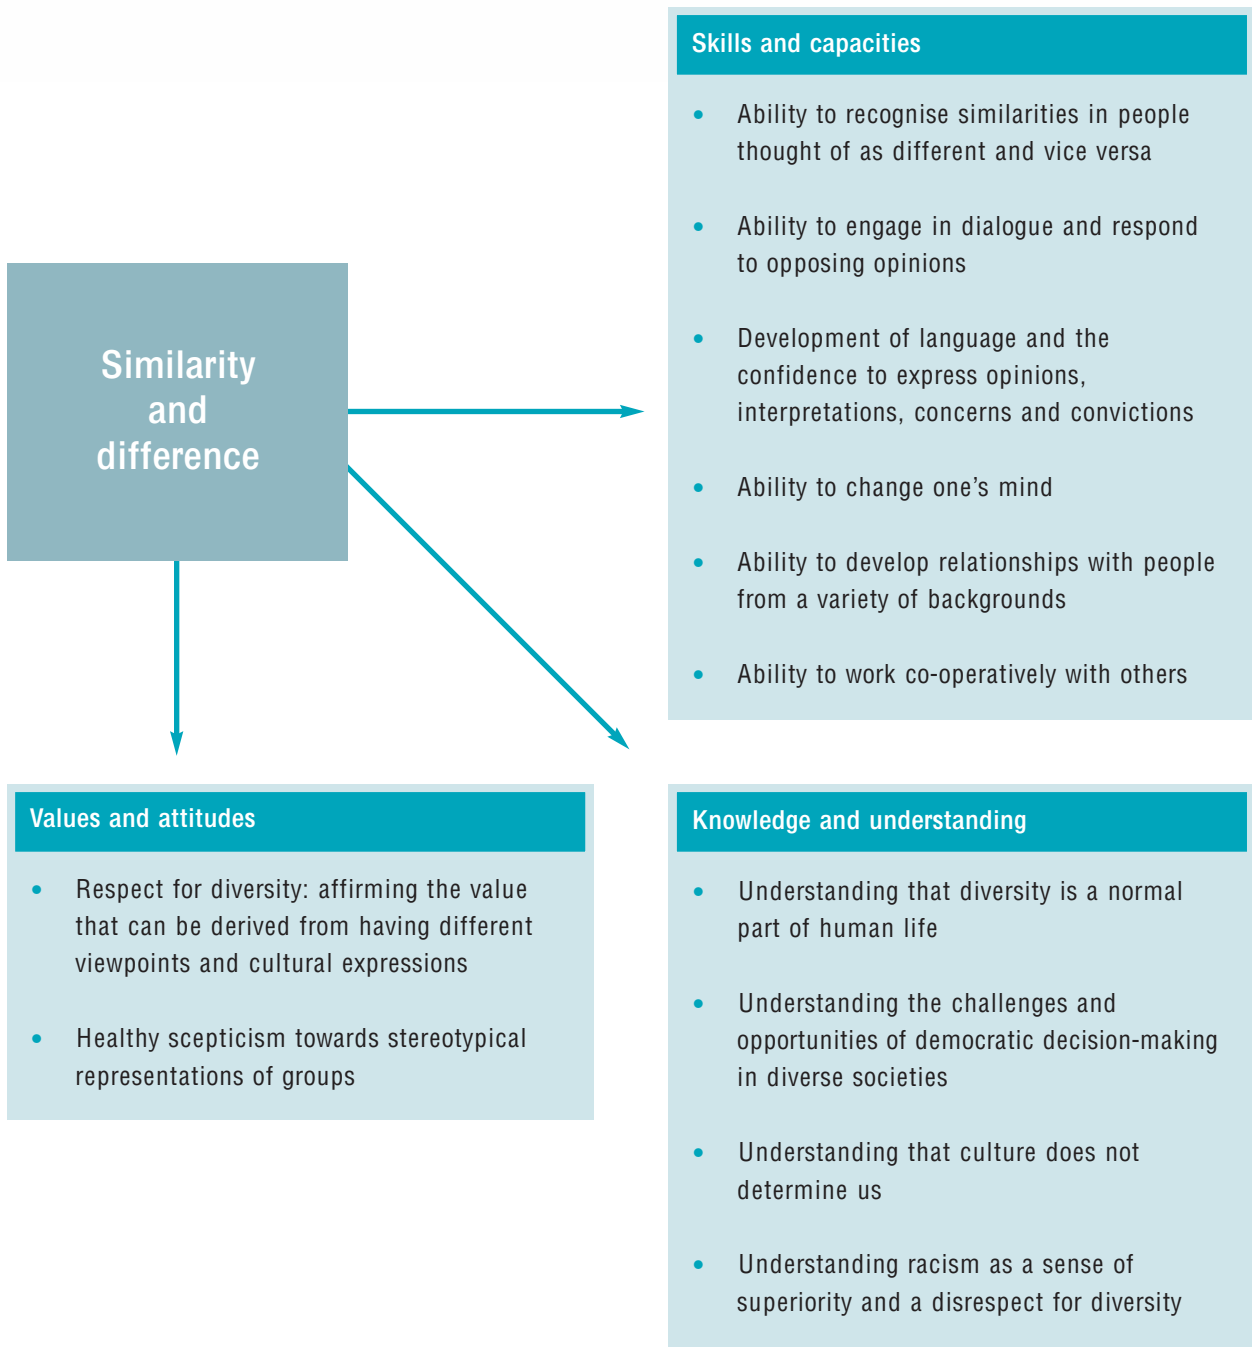 Similarity
and
difference
Skills and capacities
• Ability to recognise similarities in people
thought of as different and vice versa
• Ability to engage in dialogue and respond
to opposing opinions
• Development of language and the
confidence to express opinions,
interpretations, concerns and convictions
• Ability to change one’s mind
• Ability to develop relationships with people
from a variety of backgrounds
• Ability to work co-operatively with others
Values and attitudes
• Respect for diversity: affirming the value
that can be derived from having different
viewpoints and cultural expressions
• Healthy scepticism towards stereotypical
representations of groups
Knowledge and understanding
• Understanding that diversity is a normal
part of human life
• Understanding the challenges and
opportunities of democratic decision-making
in diverse societies
• Understanding that culture does not
determine us
• Understanding racism as a sense of
superiority and a disrespect for diversity